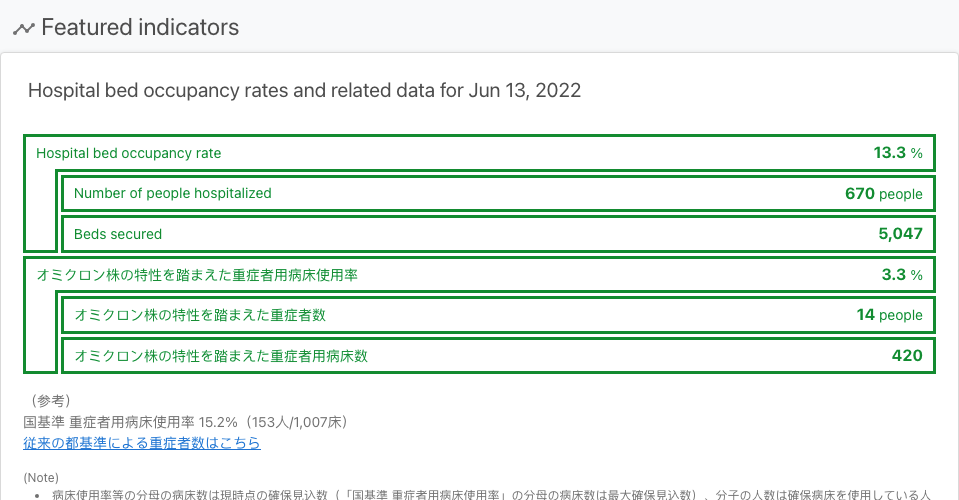 Featured indicators
Hospital bed occupancy rates and related data for Jun 13, 2022
Hospital bed occupancy rate 13.3 %
Number of people hospitalized 670 people
Beds secured 5,047
オミクロン株の特性を踏まえた重症者用病床使用率 3.3 %
オミクロン株の特性を踏まえた重症者数 14 people
オミクロン株の特性を踏まえた重症者用病床数 420
（参考）
国基準 重症者用病床使用率 15.2%（153人/1,007床）
従来の都基準による重症者数はこちら
(Note)
• 病床使用率等の分母の病床数は現時点の確保見込数（「国基準 重症者用病床使用率」の分母の病床数は最大確保見込数）、分子の人数は確保病床を使用している人